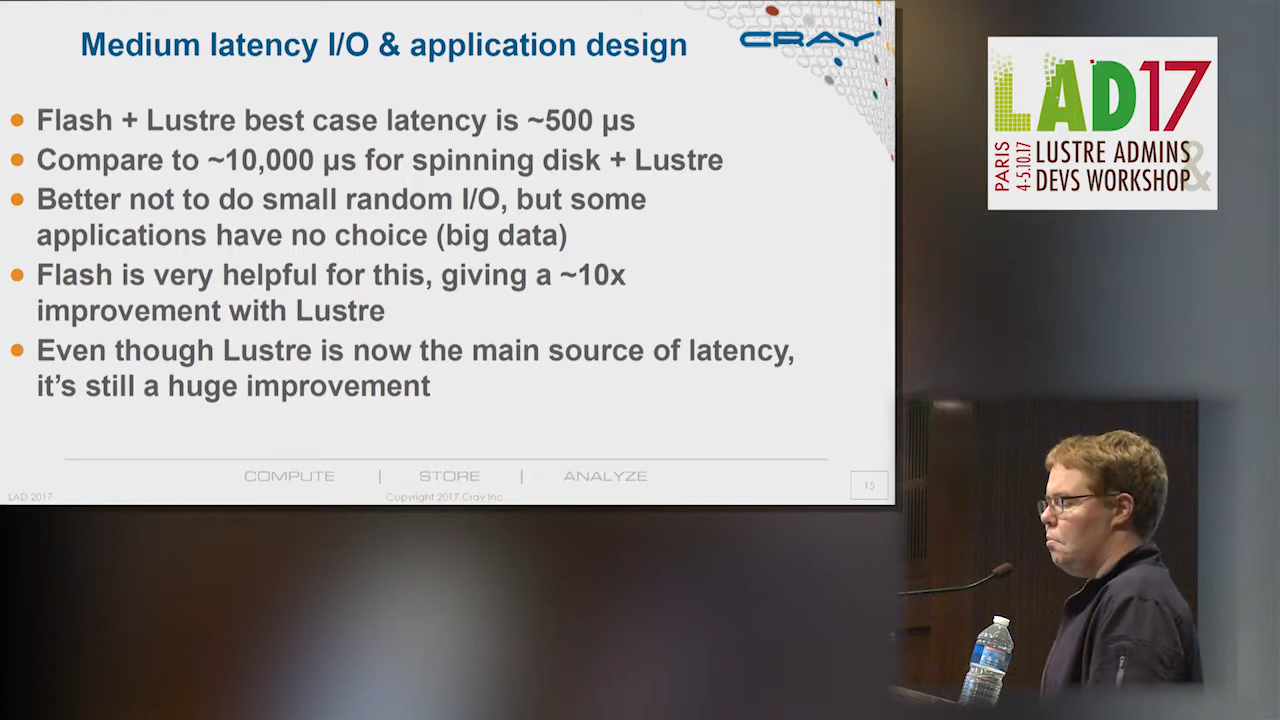 Medium latency I/O & application design
CRAY
Flash + Lustre best case latency is ~500 µs
Compare to ~10,000 µs for spinning disk + Lustre
Better not to do small random I/O, but some
applications have no choice (big data)
Flash is very helpful for this, giving a ~10x
improvement with Lustre
Even though Lustre is now the main source of latency,
it's still a huge improvement
COMPUTE | STORE | ANALYZE
LAD 2017
Copyright 2017 Cray Inc
15
LAD17
PARIS
4-5.10.17
LUSTRE ADMINS
& DEVS WORKSHOP